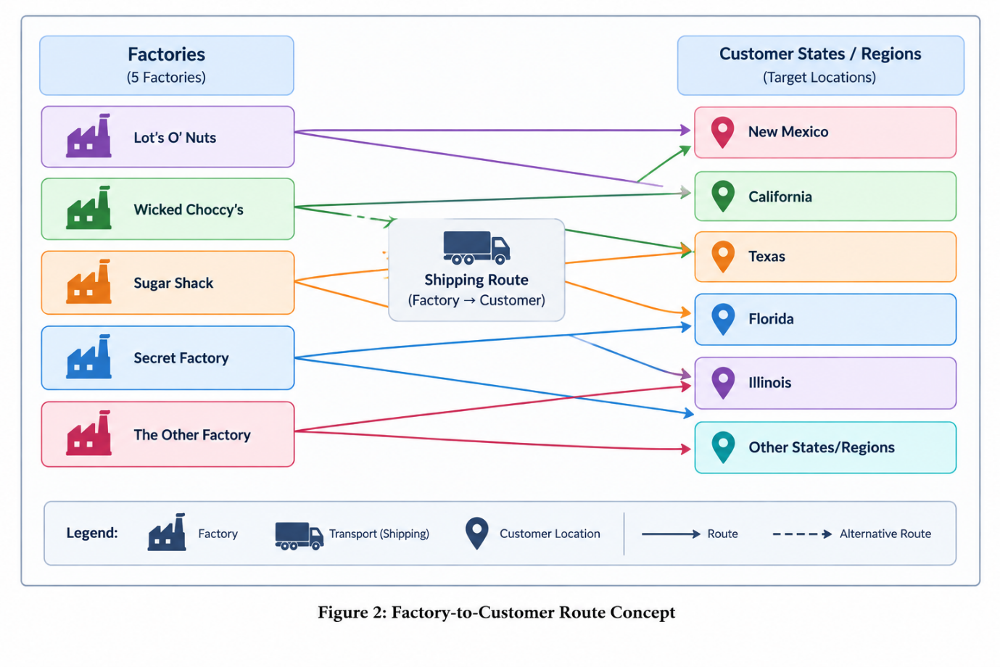 Factories
(5 Factories)
Customer States / Regions
(Target Locations)
Lot's O' Nuts
Wicked Choccy's
Sugar Shack
Secret Factory
The Other Factory
Shipping Route
(Factory → Customer)
New Mexico
California
Texas
Florida
Illinois
Other States/Regions
Legend:
Factory
Transport (Shipping)
Customer Location
Route
Alternative Route
Figure 2: Factory-to-Customer Route Concept